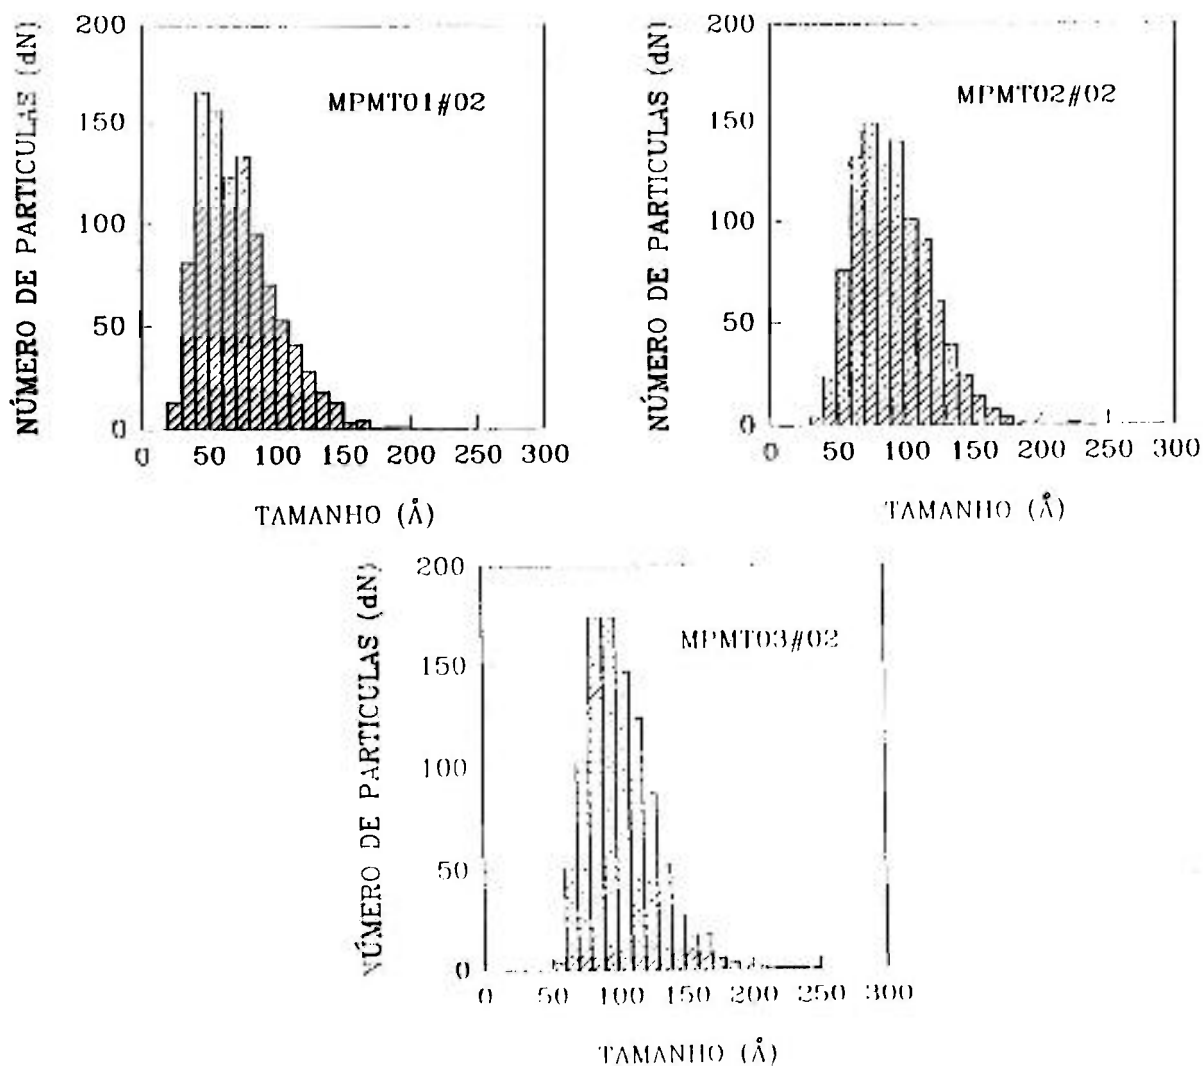 NÚMERO DE PARTICULAS (dN)
200
150
100
50
0
MPMT01#02
0 50 100 150 200 250 300
TAMANHO (Å)
NÚMERO DE PARTICULAS (dN)
200
150
100
50
0
MPMT02#02
0 50 100 150 200 250 300
TAMANHO (Å)
NÚMERO DE PARTICULAS (dN)
200
150
100
50
0
MPMT03#02
0 50 100 150 200 250 300
TAMANHO (Å)